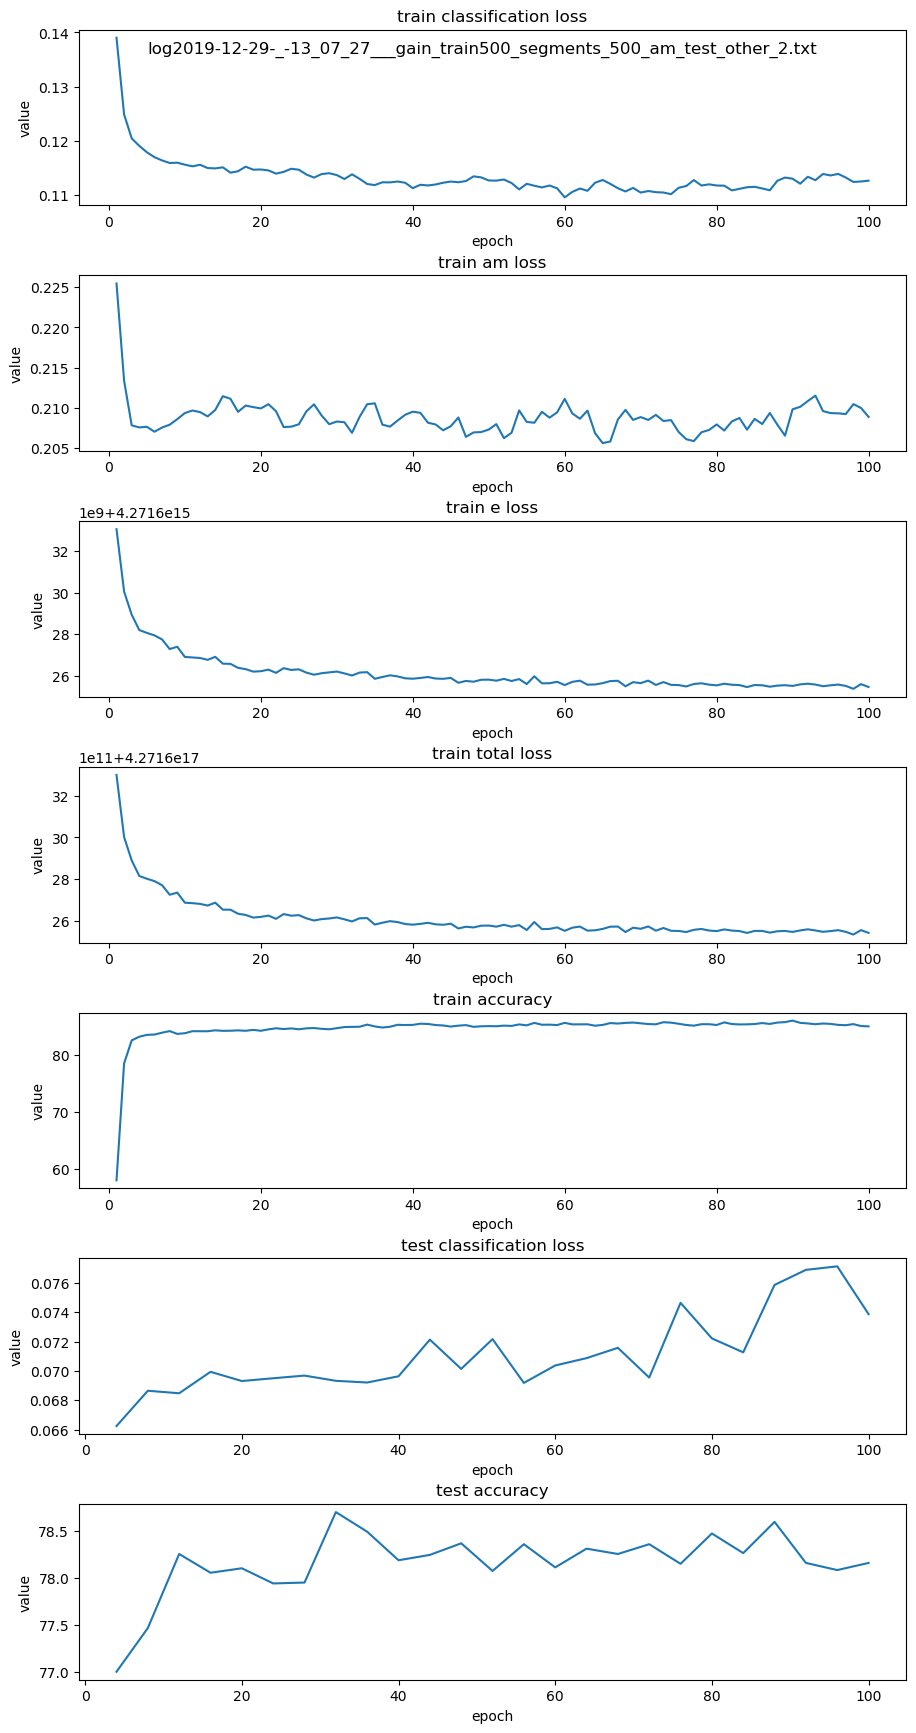 train classification loss
log2019-12-29-_-13_07_27___gain_train500_segments_500_am_test_other_2.txt
0.14
0.13
0.12
0.11
value
0 20 40 60 80 100
epoch
train am loss
0.225
0.220
0.215
0.210
0.205
value
0 20 40 60 80 100
epoch
train e loss
1e9+4.2716e15
32
30
28
26
value
0 20 40 60 80 100
epoch
train total loss
1e11+4.2716e17
32
30
28
26
value
0 20 40 60 80 100
epoch
train accuracy
80
70
60
value
0 20 40 60 80 100
epoch
test classification loss
0.076
0.074
0.072
0.070
0.068
0.066
value
0 20 40 60 80 100
epoch
test accuracy
78.5
78.0
77.5
77.0
value
0 20 40 60 80 100
epoch